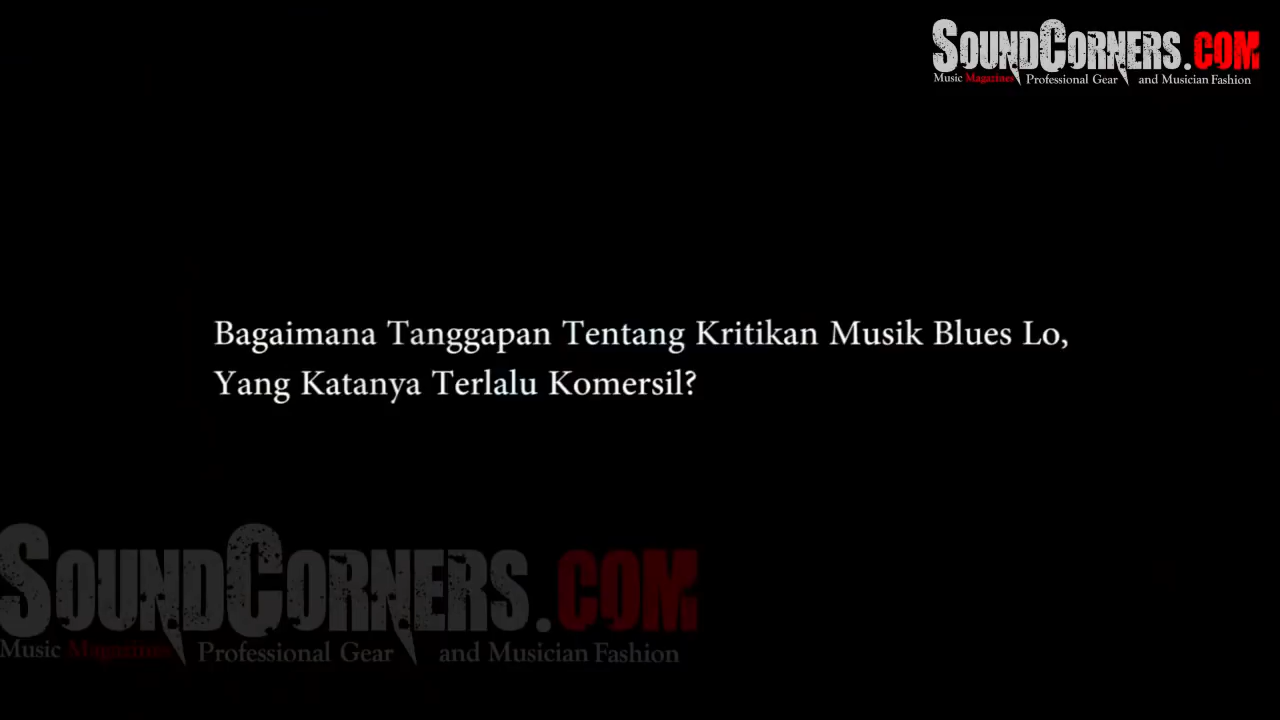 SOUNDCORNERS.COM
Music Magazines Professional Gear and Musician Fashion
Bagaimana Tanggapan Tentang Kritikan Musik Blues Lo,
Yang Katanya Terlalu Komersil?
SOUNDCORNERS.COM
Music Magazines Professional Gear and Musician Fashion